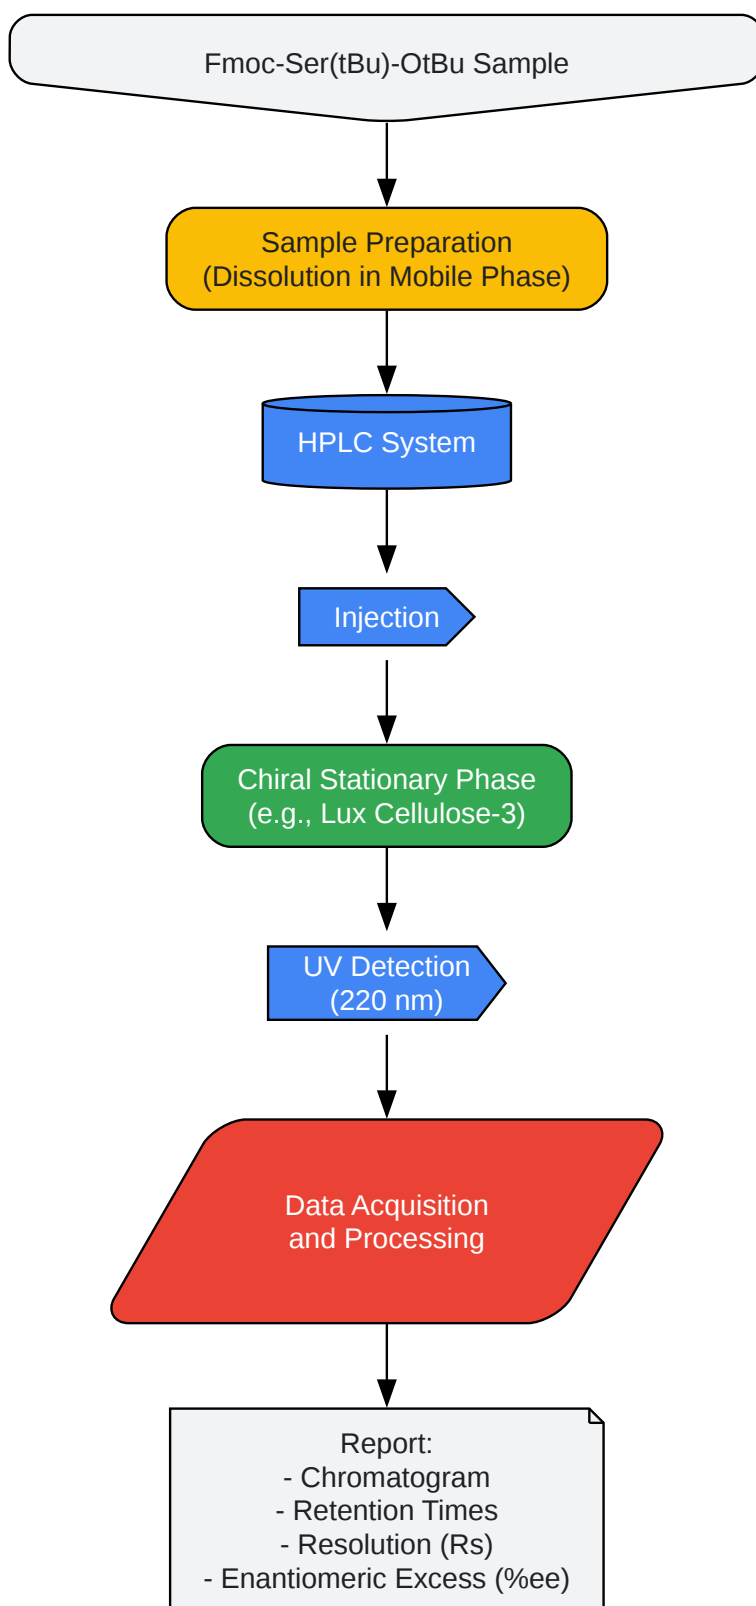 Fmoc-Ser(tBu)-OtBu Sample
Sample Preparation
(Dissolution in Mobile Phase)
HPLC System
Injection
Chiral Stationary Phase
(e.g., Lux Cellulose-3)
UV Detection
(220 nm)
Data Acquisition
and Processing
Report:
- Chromatogram
- Retention Times
- Resolution (Rs)
- Enantiomeric Excess (%ee)